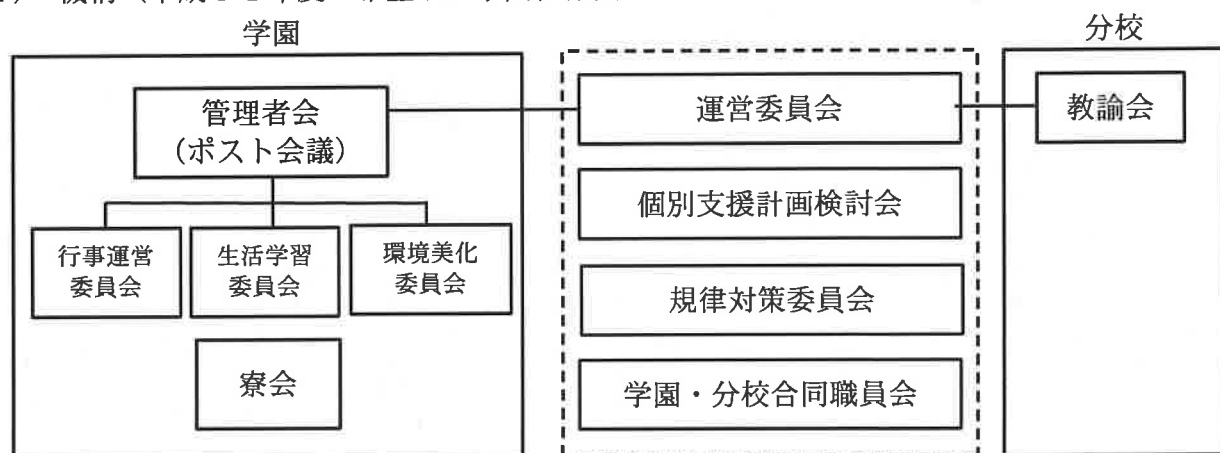 学園
分校
管理者会
（ポスト会議）
運営委員会
教諭会
個別支援計画検討会
行事運営
委員会
生活学習
委員会
環境美化
委員会
規律対策委員会
寮会
学園・分校合同職員会